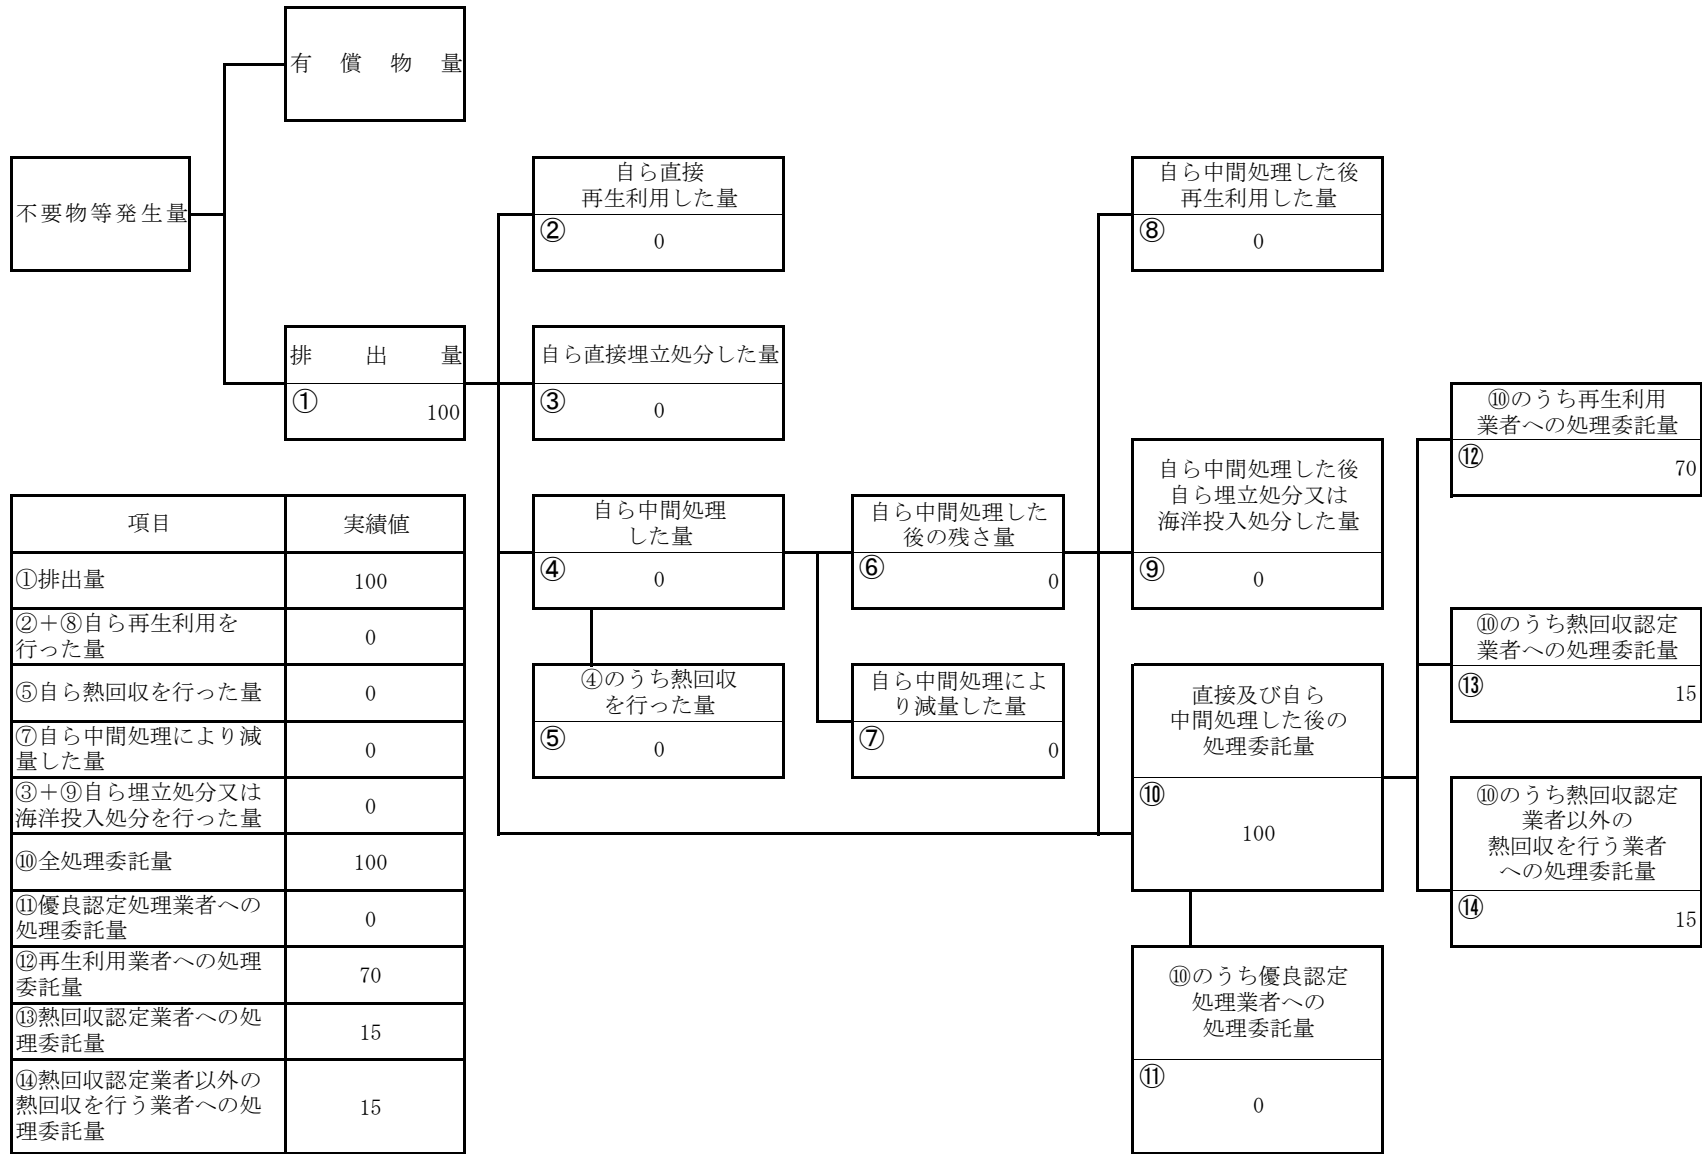 有償物量
不要物等発生量
排出量
①
100
自ら直接
再生利用した量
②
0
自ら直接埋立処分した量
③
0
自ら中間処理
した量
④
0
④のうち熱回収
を行った量
⑤
0
自ら中間処理した
後の残さ量
⑥
0
自ら中間処理によ
り減量した量
⑦
0
自ら中間処理した後
再生利用した量
⑧
0
自ら中間処理した後
自ら埋立処分又は
海洋投入処分した量
⑨
0
直接及び自ら
中間処理した後の
処理委託量
⑩
100
⑩のうち優良認定
処理業者への
処理委託量
⑪
0
⑩のうち再生利用
業者への処理委託量
⑫
70
⑩のうち熱回収認定
業者への処理委託量
⑬
15
⑩のうち熱回収認定
業者以外の
熱回収を行う業者
への処理委託量
⑭
15
項目 実績値
①排出量 100
②＋⑧自ら再生利用を
行った量
0
⑤自ら熱回収を行った量 0
⑦自ら中間処理により減
量した量
0
③＋⑨自ら埋立処分又は
海洋投入処分を行った量
0
⑩全処理委託量 100
⑪優良認定処理業者への
処理委託量
0
⑫再生利用業者への処理
委託量
70
⑬熱回収認定業者への処
理委託量
15
⑭熱回収認定業者以外の
熱回収を行う業者への処
理委託量
15